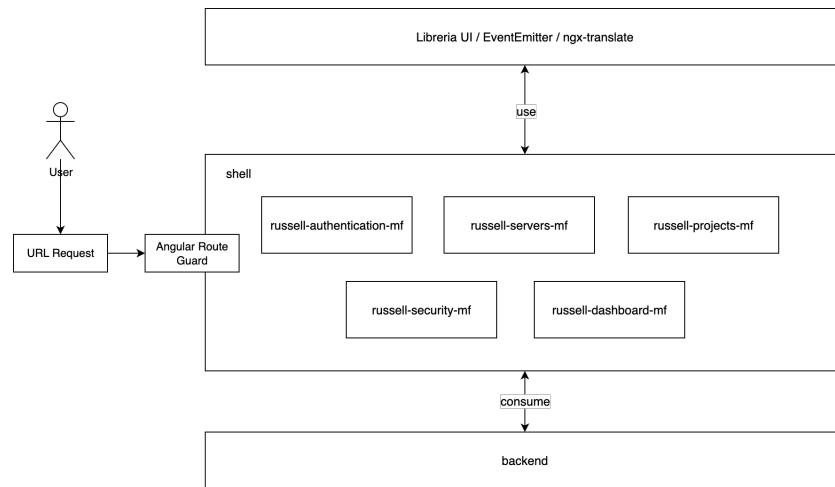 Libreria UI / EventEmitter / ngx-translate
use
User
shell
russell-authentication-mf
russell-servers-mf
russell-projects-mf
URL Request
Angular Route
Guard
russell-security-mf
russell-dashboard-mf
consume
backend